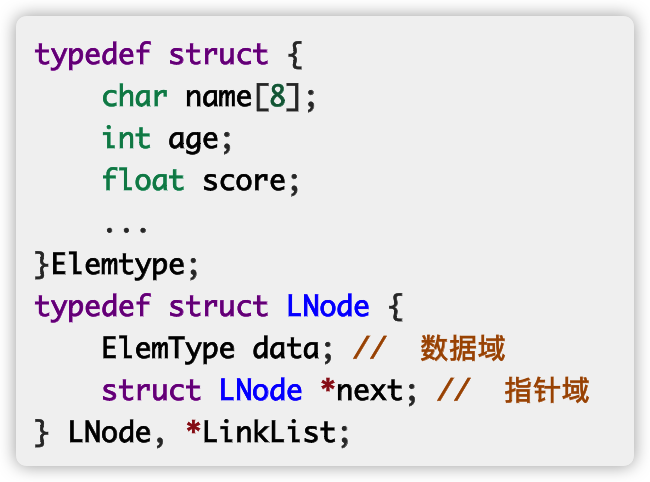 typedef struct {
    char name[8];
    int age;
    float score;
    ...
}Elemtype;
typedef struct LNode {
    ElemType data; //  数据域
    struct LNode *next; //  指针域
} LNode, *LinkList;